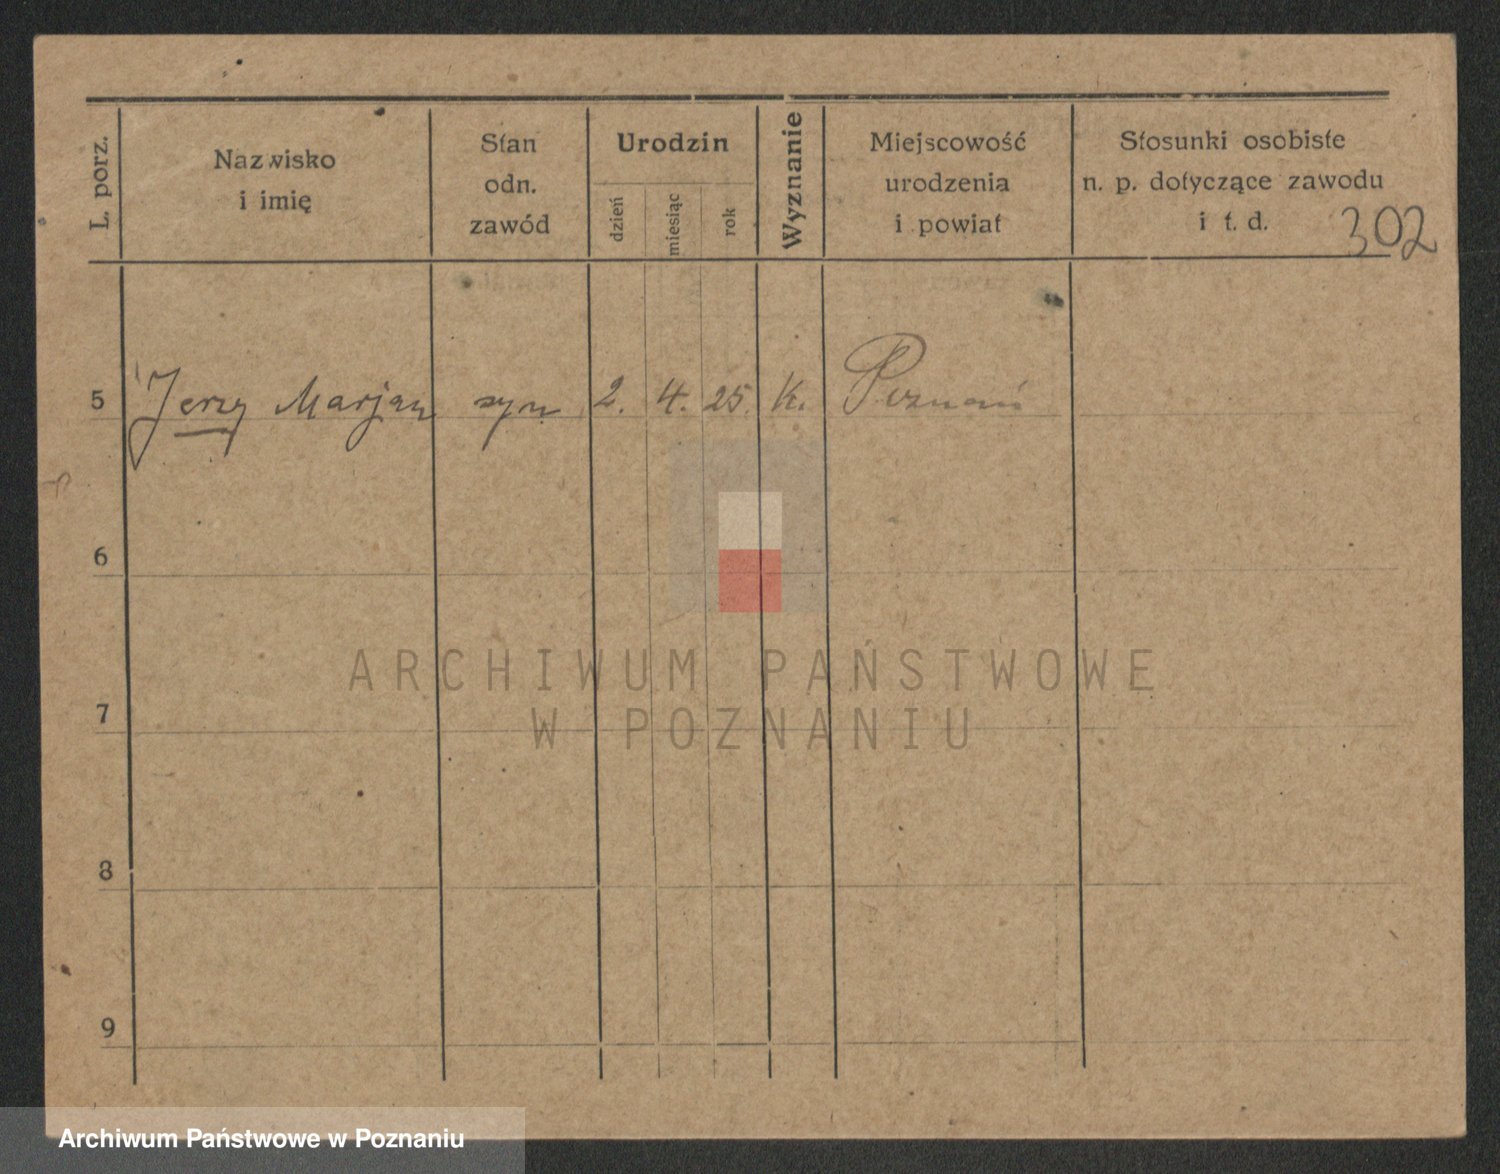 L. porz.
Nazwisko
i imię
Stan
odn.
zawód
Urodzin
dzień
miesiąc
rok
Wyznanie
Miejscowość
urodzenia
i powiat
Stosunki osobiste
n. p. dotyczące zawodu
i t. d.
302
5 Jerzy Marjan syn 2. 4. 25. K. Poznań
6
7
8
9
ARCHIWUM PAŃSTWOWE
W POZNANIU
Archiwum Państwowe w Poznaniu